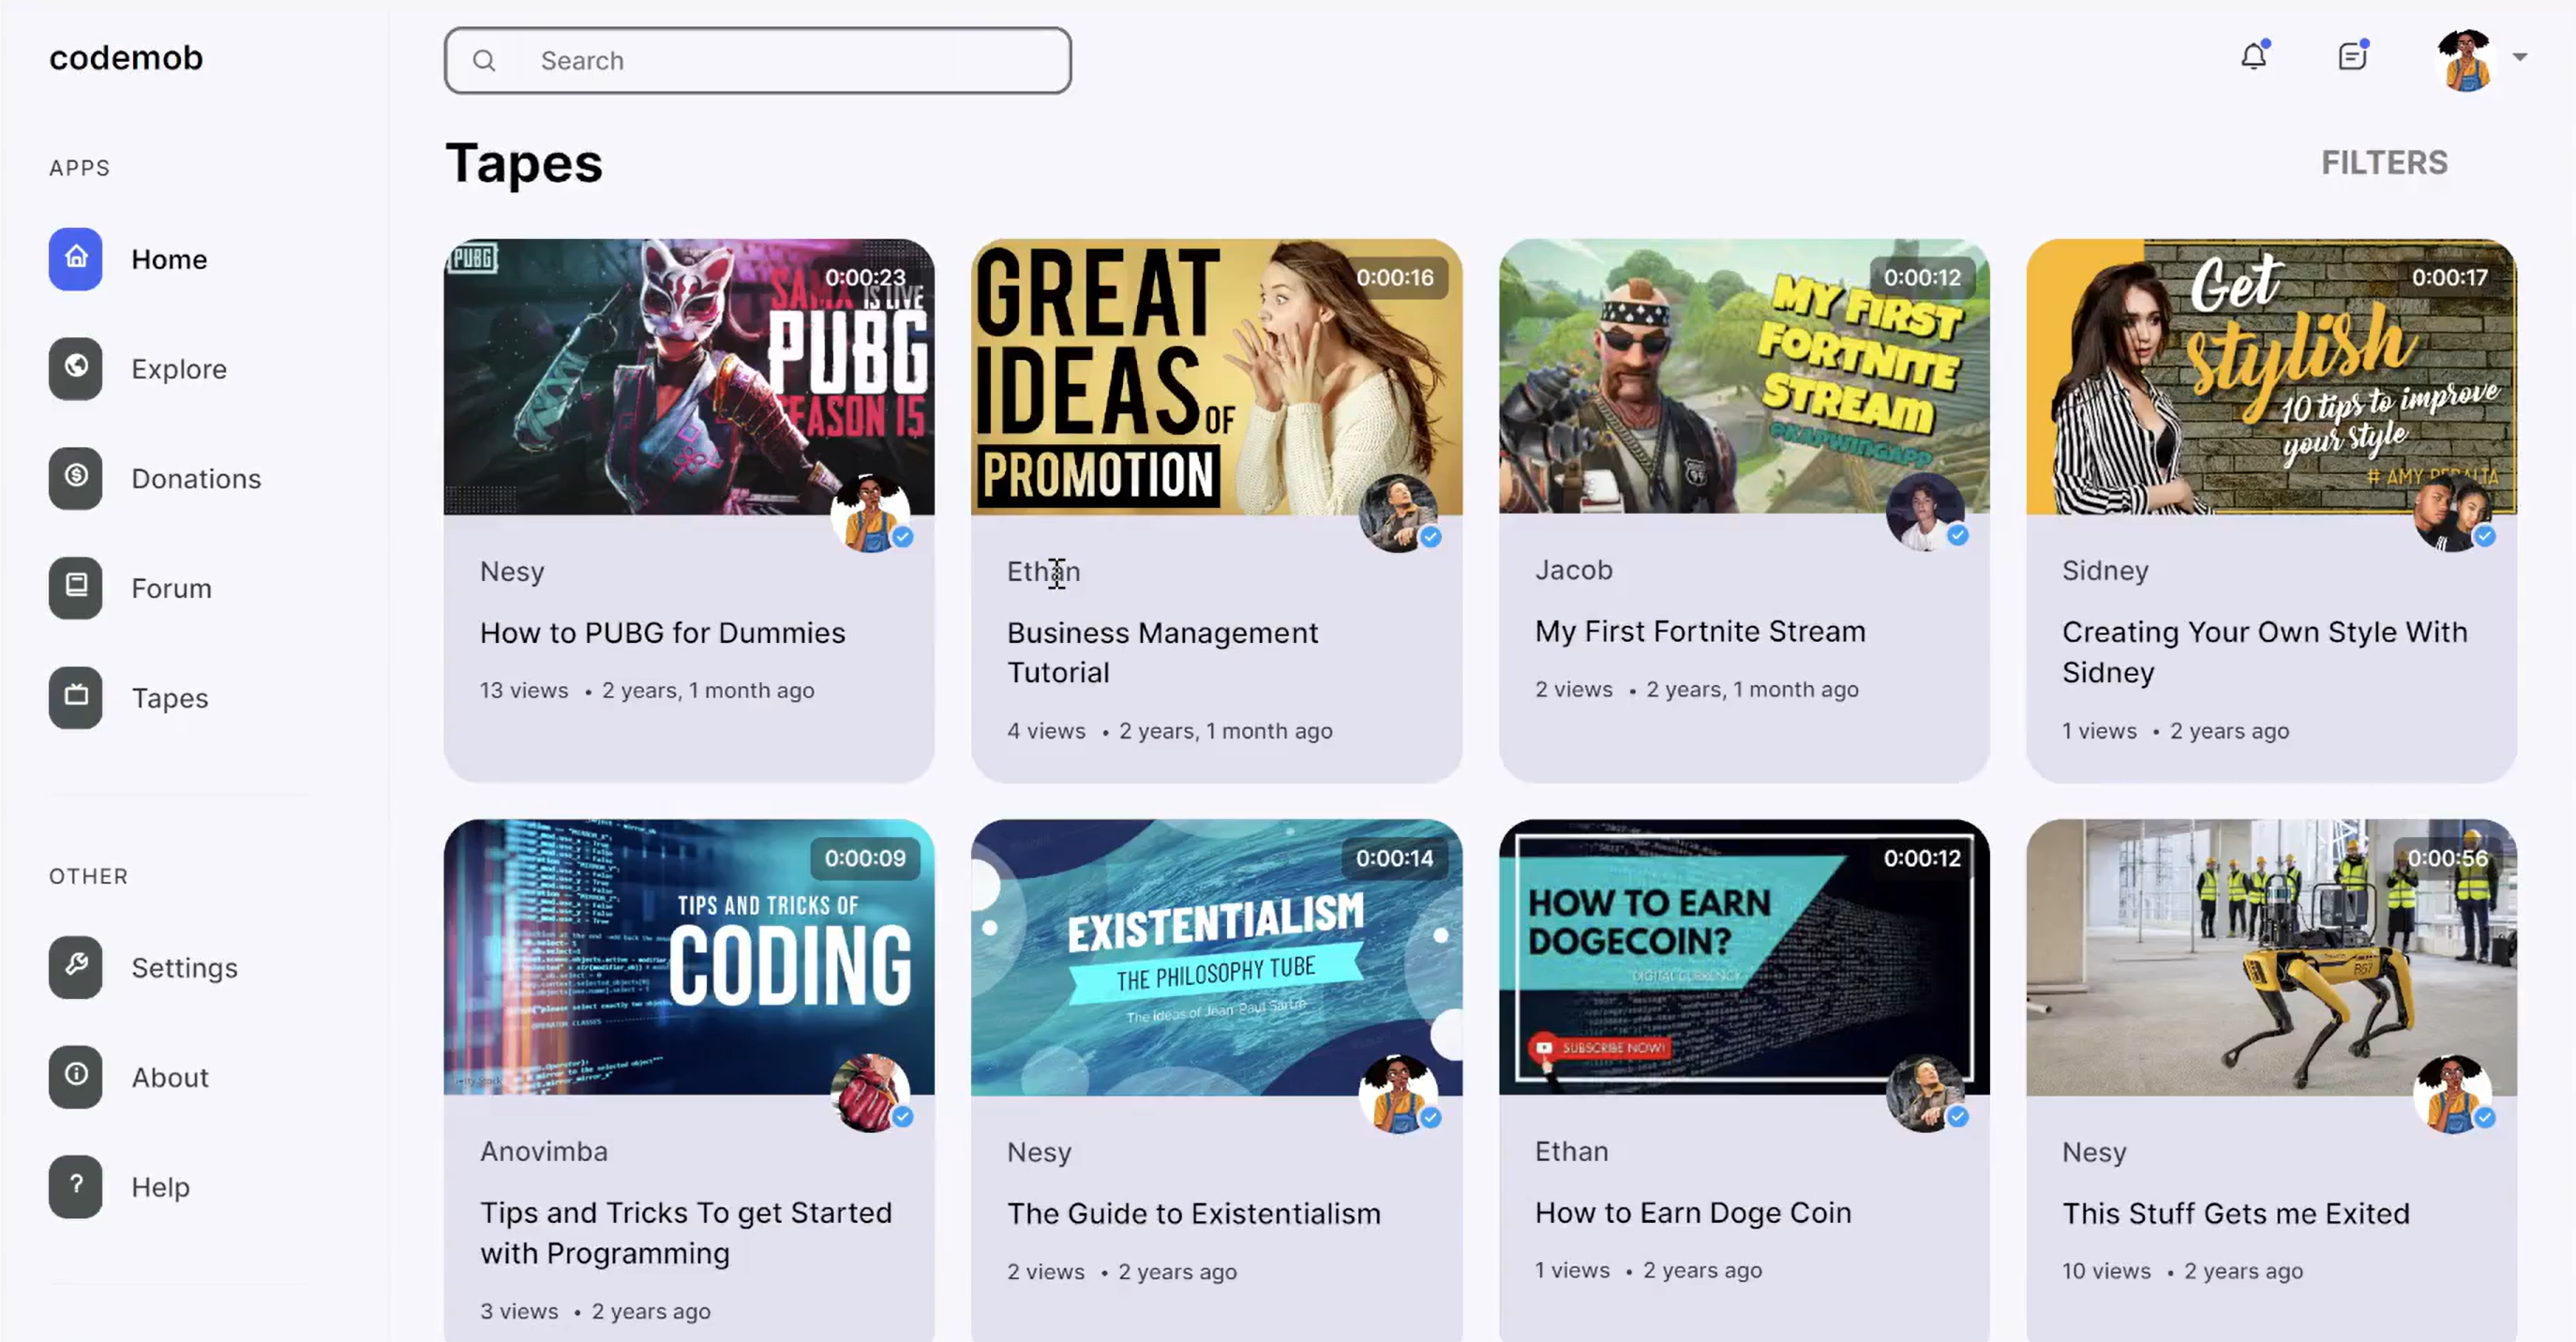 codemob
Search
APPS
Home
Explore
Donations
Forum
Tapes
OTHER
Settings
About
Help
Tapes
FILTERS
PUBG
0:00:23
SAMX IS LIVE
PUBG
SEASON 15
Nesy
How to PUBG for Dummies
13 views • 2 years, 1 month ago
GREAT
IDEAS OF
PROMOTION
0:00:16
Ethan
Business Management
Tutorial
4 views • 2 years, 1 month ago
0:00:12
MY FIRST
FORTNITE
STREAM
@KAPWINGAPP
Jacob
My First Fortnite Stream
2 views • 2 years, 1 month ago
Get
0:00:17
stylish
10 tips to improve
your style
# AMY PERALTA
Sidney
Creating Your Own Style With
Sidney
1 views • 2 years ago
0:00:09
TIPS AND TRICKS OF
CODING
Anovimba
Tips and Tricks To get Started
with Programming
3 views • 2 years ago
0:00:14
EXISTENTIALISM
THE PHILOSOPHY TUBE
The Ideas of Jean-Paul Sartre
Nesy
The Guide to Existentialism
2 views • 2 years ago
0:00:12
HOW TO EARN
DOGECOIN?
DIGITAL CURRENCY
SUBSCRIBE NOW!
Ethan
How to Earn Doge Coin
1 views • 2 years ago
0:00:56
Nesy
This Stuff Gets me Exited
10 views • 2 years ago